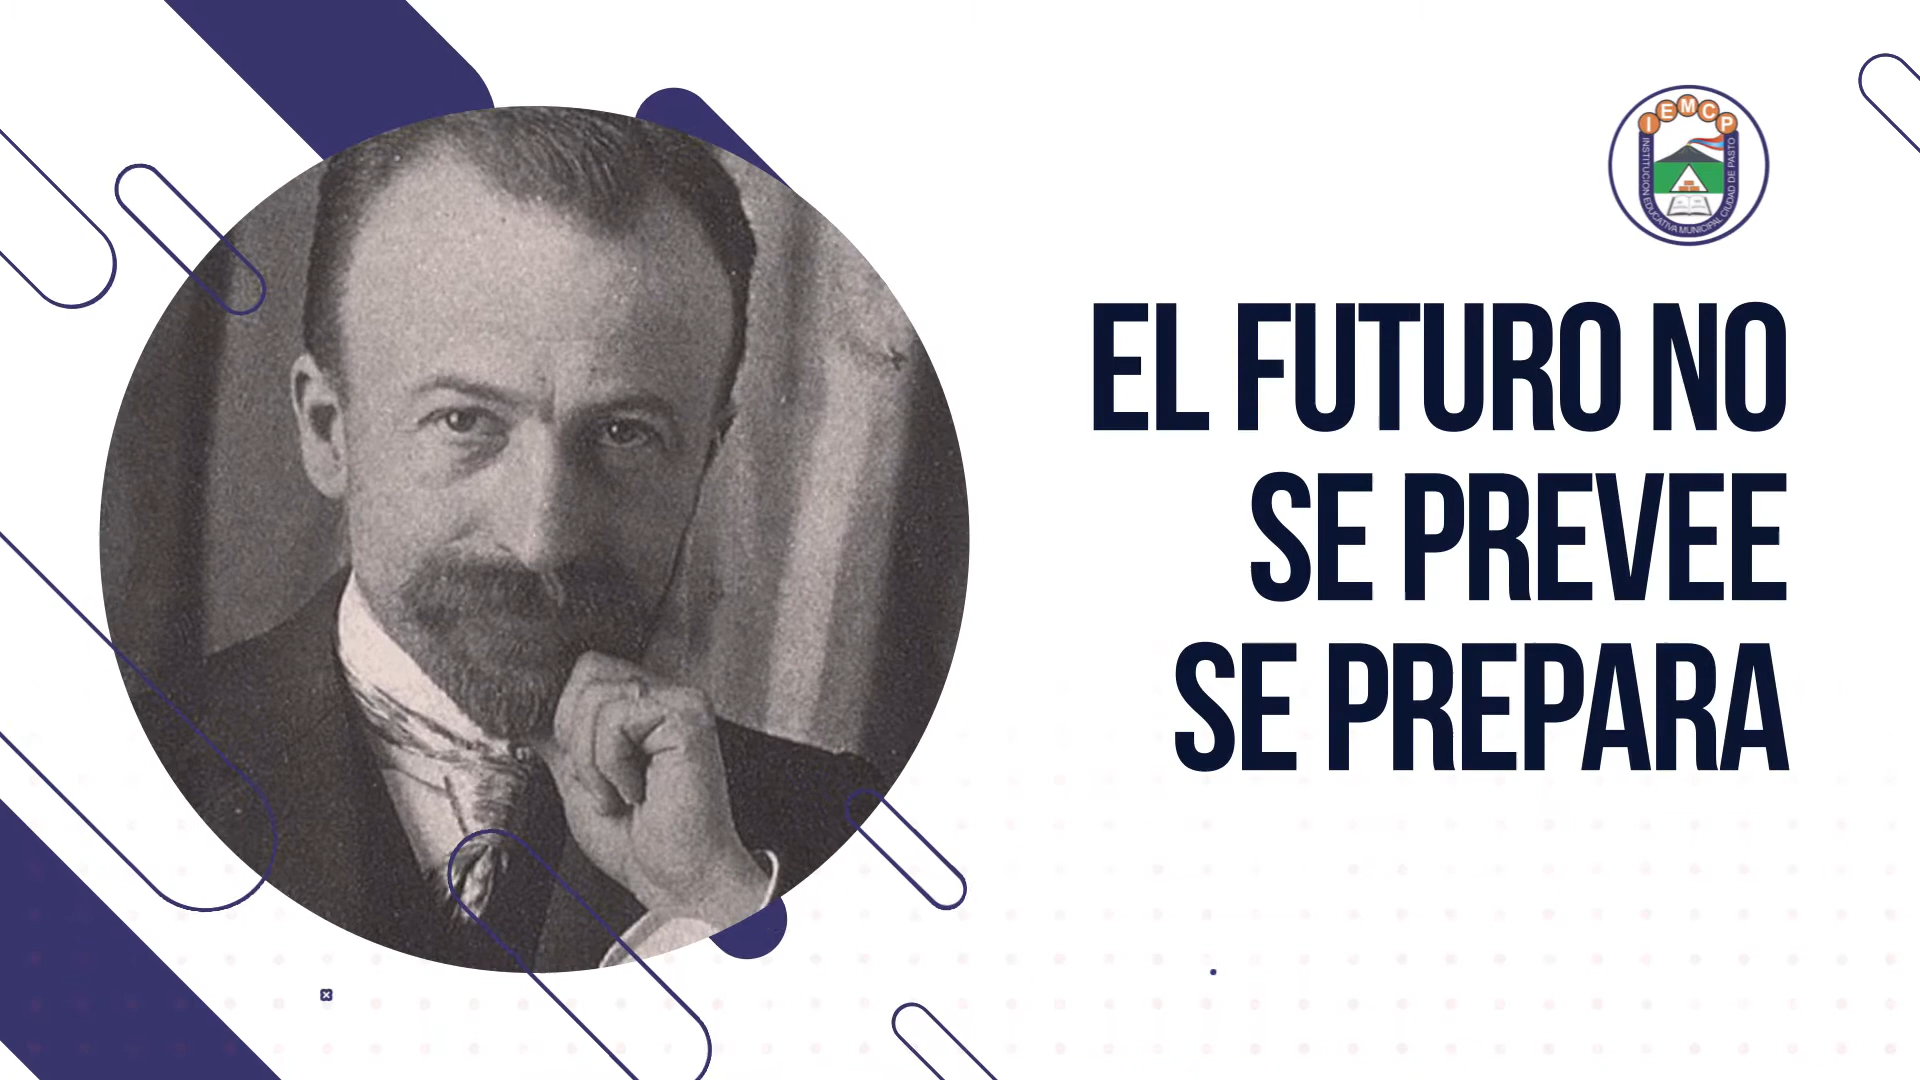 IEMCP
INSTITUCION EDUCATIVA MUNICIPAL CIUDAD DE PASTO
EL FUTURO NO
SE PREVEE
SE PREPARA